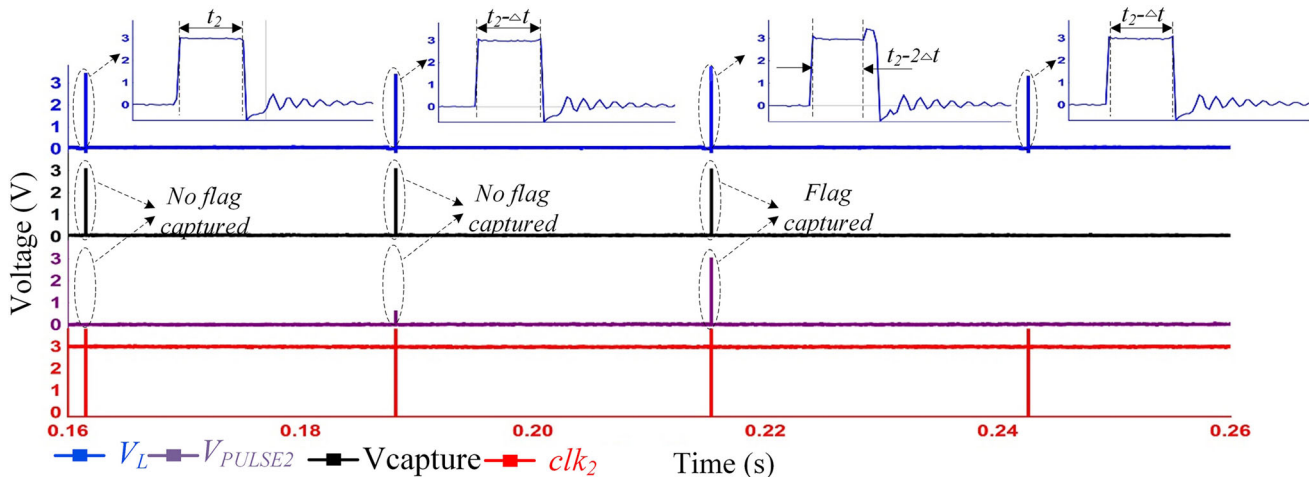 t2
t2-△t
t2-2△t
t2-△t
3
2
1
0
3
2
1
0
3
2
1
0
3
2
1
0
3
2
1
0
No flag
captured
No flag
captured
Flag
captured
3
2
1
0
3
2
1
0
3
2
1
0
Voltage (V)
0.16
0.18
0.20
0.22
0.24
0.26
VL
VPULSE2
Vcapture
clk2
Time (s)